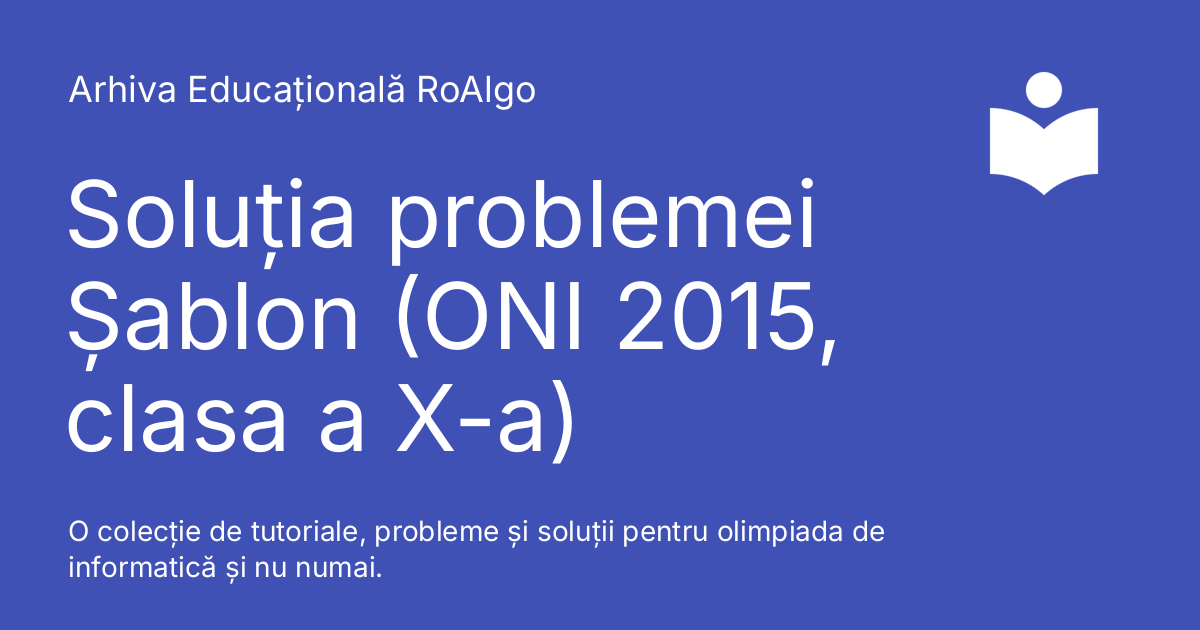 Arhiva Educațională RoAlgo
Soluția problemei
Șablon (ONI 2015,
clasa a X-a)
O colecție de tutoriale, probleme și soluții pentru olimpiada de
informatică și nu numai.